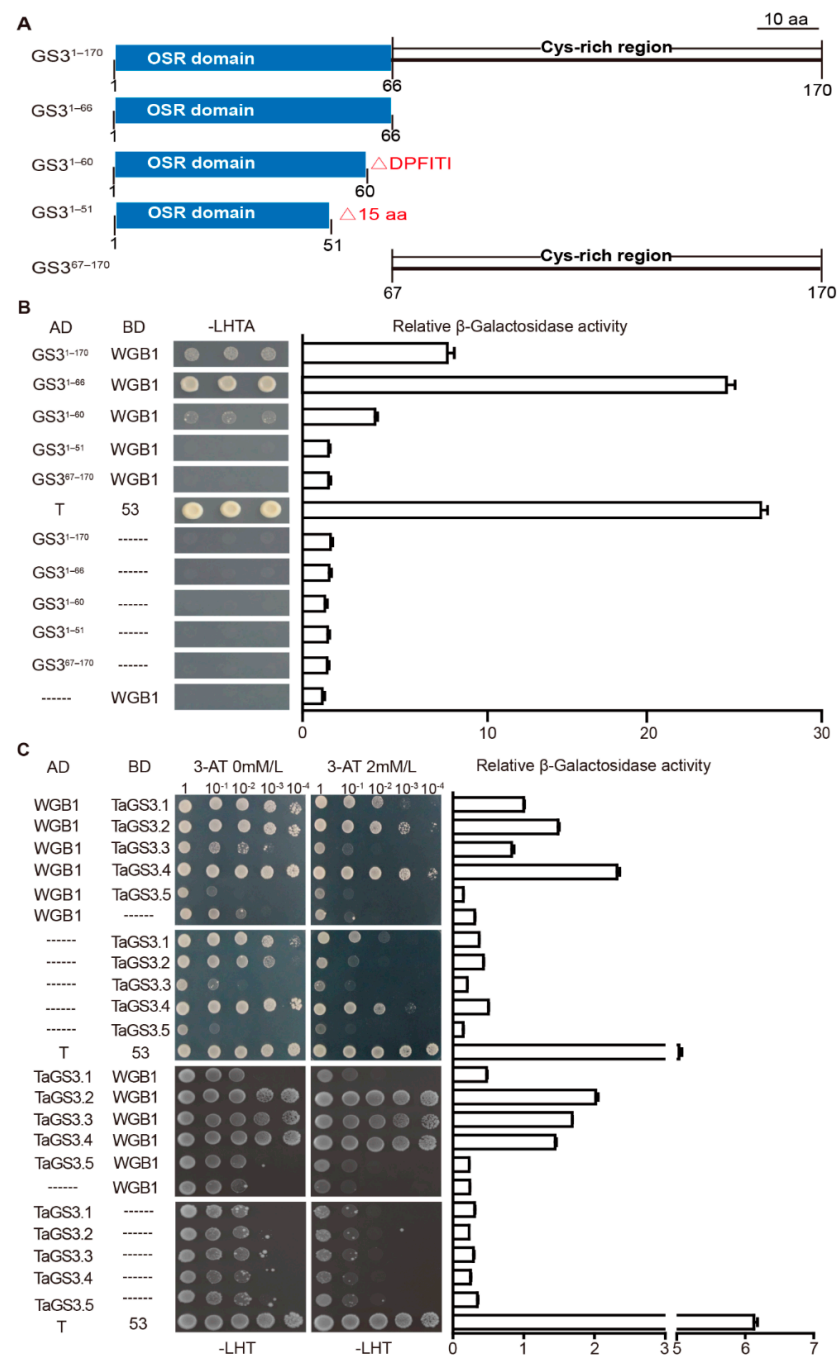 A
10 aa
GS3¹⁻¹⁷⁰ OSR domain Cys-rich region
1 66 170
GS3¹⁻⁶⁶ OSR domain
1 66
GS3¹⁻⁶⁰ OSR domain △DPFITI
1 60
GS3¹⁻⁵¹ OSR domain △15 aa
1 51
GS3⁶⁷⁻¹⁷⁰ Cys-rich region
67 170
B
AD BD -LHTA Relative β-Galactosidase activity
GS3¹⁻¹⁷⁰ WGB1
GS3¹⁻⁶⁶ WGB1
GS3¹⁻⁶⁰ WGB1
GS3¹⁻⁵¹ WGB1
GS3⁶⁷⁻¹⁷⁰ WGB1
T 53
GS3¹⁻¹⁷⁰ ------
GS3¹⁻⁶⁶ ------
GS3¹⁻⁶⁰ ------
GS3¹⁻⁵¹ ------
GS3⁶⁷⁻¹⁷⁰ ------
------ WGB1
0 10 20 30
C
AD BD 3-AT 0mM/L 3-AT 2mM/L Relative β-Galactosidase activity
1 10⁻¹ 10⁻² 10⁻³ 10⁻⁴ 1 10⁻¹ 10⁻² 10⁻³ 10⁻⁴
WGB1 TaGS3.1
WGB1 TaGS3.2
WGB1 TaGS3.3
WGB1 TaGS3.4
WGB1 TaGS3.5
WGB1 ------
------ TaGS3.1
------ TaGS3.2
------ TaGS3.3
------ TaGS3.4
------ TaGS3.5
T 53
TaGS3.1 WGB1
TaGS3.2 WGB1
TaGS3.3 WGB1
TaGS3.4 WGB1
TaGS3.5 WGB1
------ WGB1
TaGS3.1 ------
TaGS3.2 ------
TaGS3.3 ------
TaGS3.4 ------
TaGS3.5 ------
T 53
-LHT -LHT 0 1 2 3 5 6 7